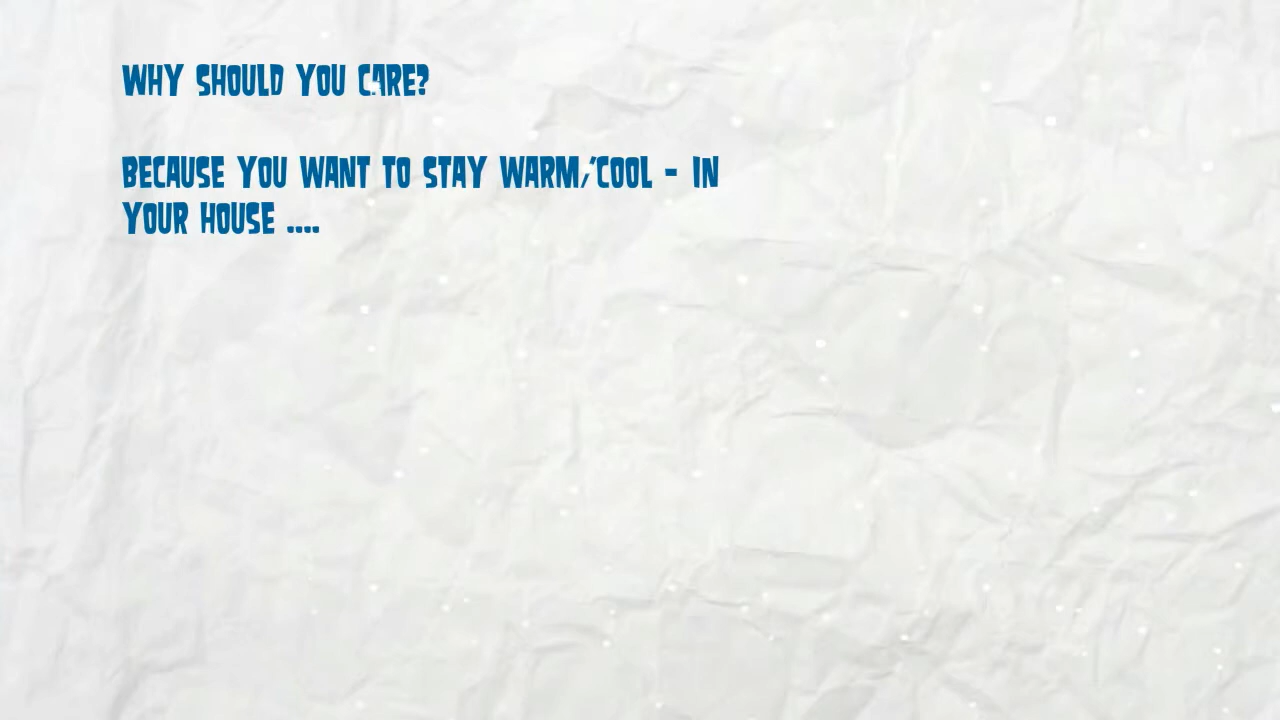 WHY SHOULD YOU CARE?
BECAUSE YOU WANT TO STAY WARM/COOL - IN
YOUR HOUSE ....